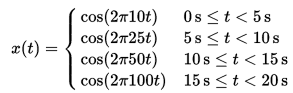 x(t) = { cos(2π10t) 0 s ≤ t < 5 s
cos(2π25t) 5 s ≤ t < 10 s
cos(2π50t) 10 s ≤ t < 15 s
cos(2π100t) 15 s ≤ t < 20 s